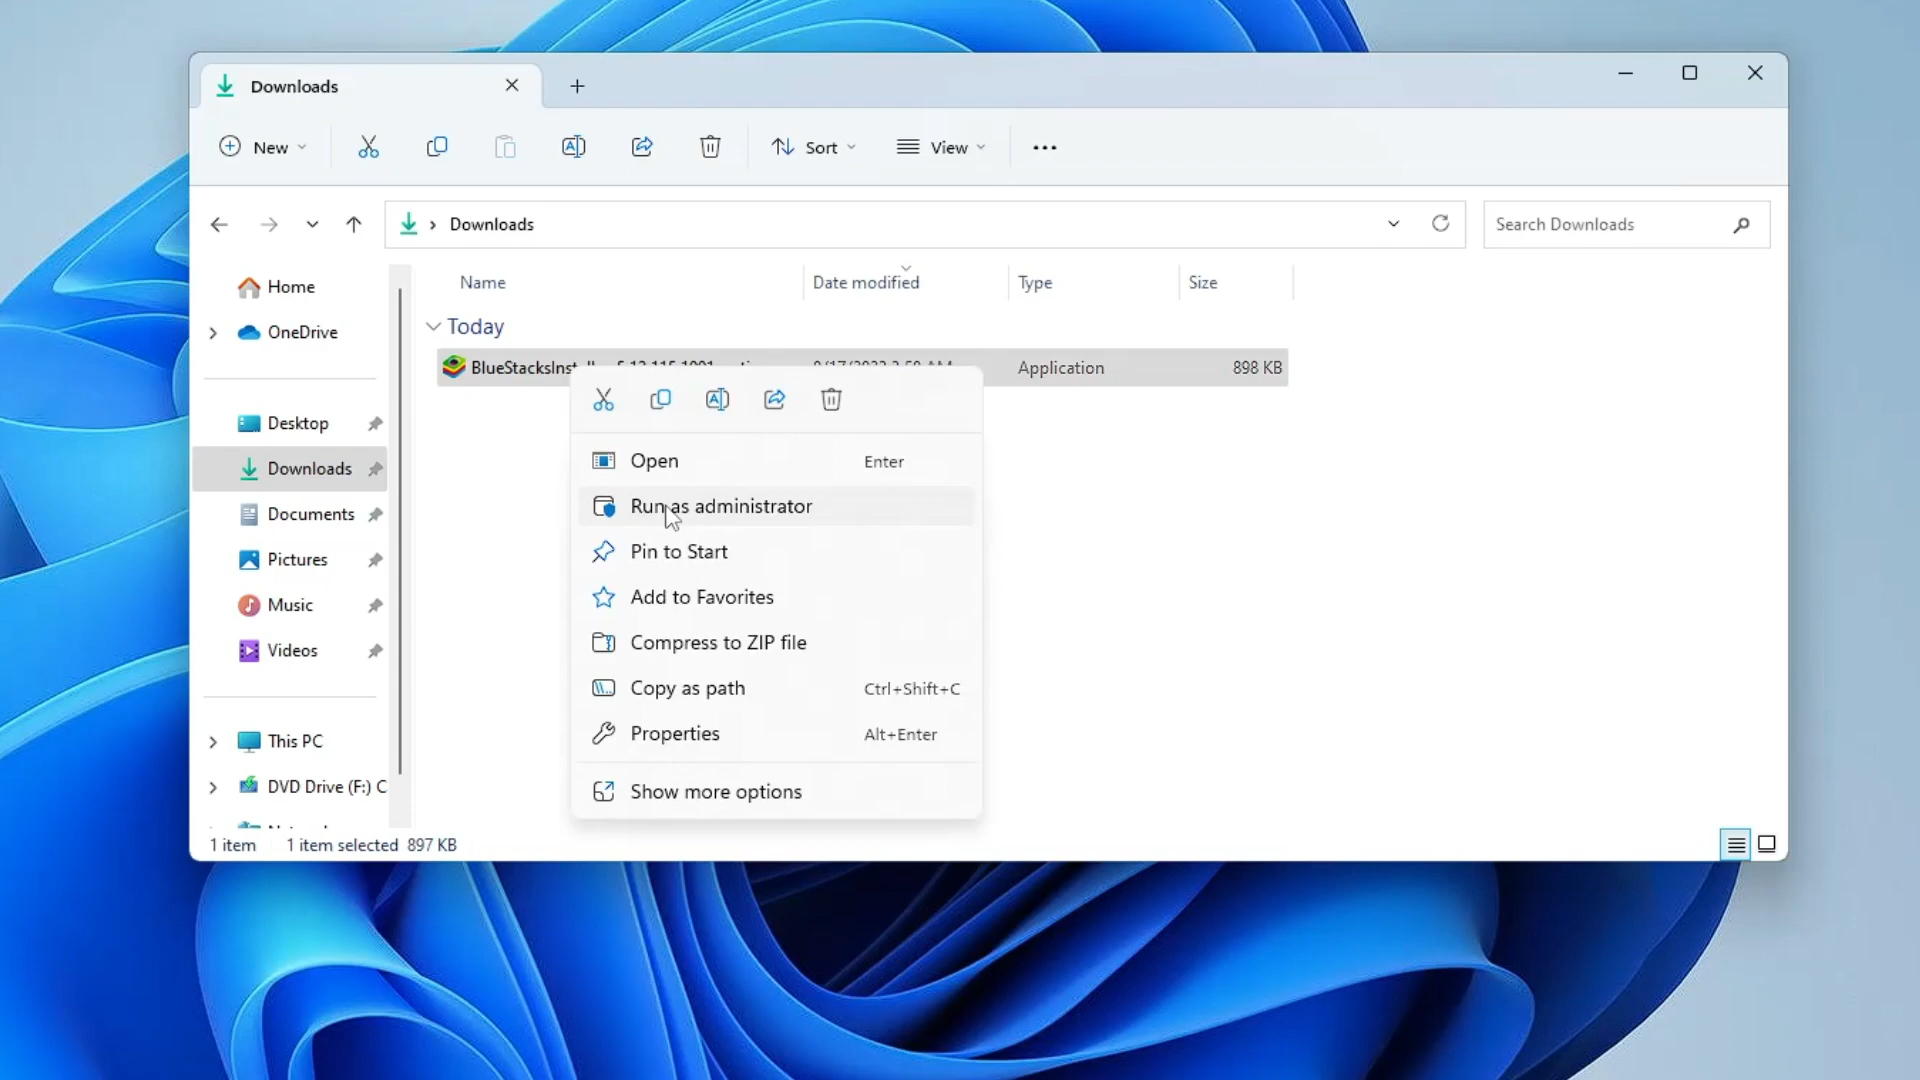 Downloads
New
Sort
View
Downloads
Search Downloads
Name
Date modified
Type
Size
Home
OneDrive
Today
Application
898 KB
Desktop
Downloads
Documents
Pictures
Music
Videos
This PC
DVD Drive (F:) C
Open Enter
Run as administrator
Pin to Start
Add to Favorites
Compress to ZIP file
Copy as path Ctrl+Shift+C
Properties Alt+Enter
Show more options
1 item
1 item selected 897 KB